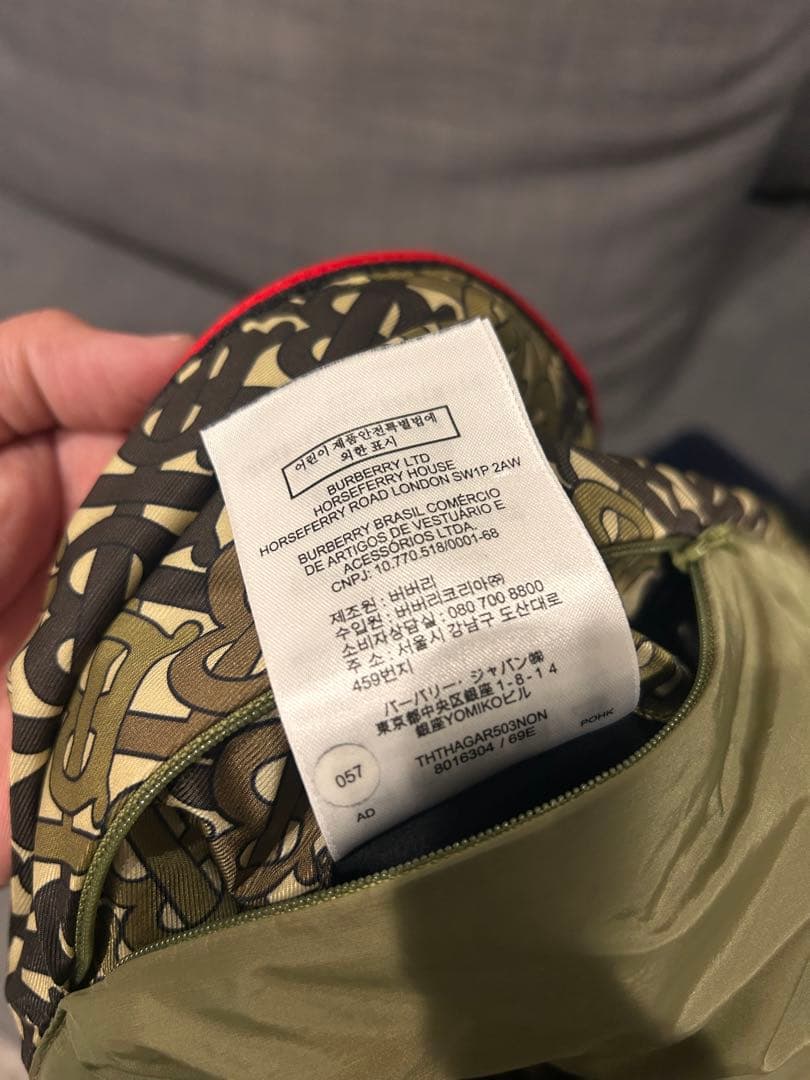 어린이 제품안전특별법에
의한 표시
BURBERRY LTD
HORSEFERRY HOUSE
HORSEFERRY ROAD LONDON SW1P 2AW
BURBERRY BRASIL COMÉRCIO
DE ARTIGOS DE VESTUÁRIO E
ACESSÓRIOS LTDA.
CNPJ: 10.770.518/0001-68
제조원 : 버버리
수입원 : 버버리코리아㈜
소비자상담실 : 080 700 8800
주 소 : 서울시 강남구 도산대로
459번지
バーバリー・ジャパン㈱
東京都中央区銀座1-8-14
銀座YOMIKOビル
THTHAGAR503NON
8016304 / 69E
POHK
057
AD